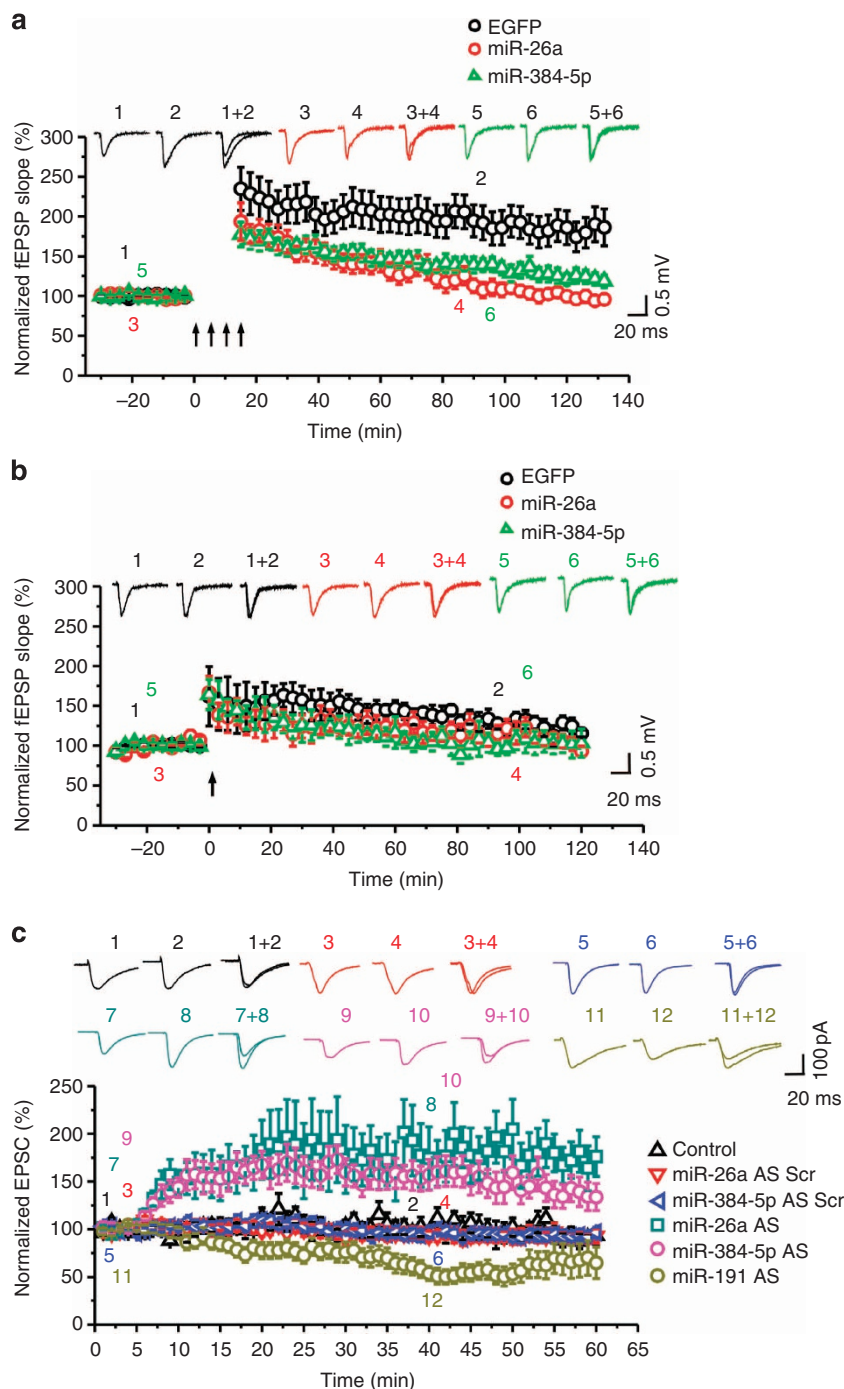 a
EGFP
miR-26a
miR-384-5p
1 2 1+2 3 4 3+4 5 6 5+6
Normalized fEPSP slope (%)
300
250
200
150
100
50
0
2
1
5
3
4
6
0.5 mV
20 ms
–20 0 20 40 60 80 100 120 140
Time (min)
b
EGFP
miR-26a
miR-384-5p
1 2 1+2 3 4 3+4 5 6 5+6
Normalized fEPSP slope (%)
300
250
200
150
100
50
0
6
5
2
1
3
4
0.5 mV
20 ms
–20 0 20 40 60 80 100 120 140
Time (min)
c
1 2 1+2 3 4 3+4 5 6 5+6
7 8 7+8 9 10 9+10 11 12 11+12
100 pA
20 ms
Normalized EPSC (%)
250
200
150
100
50
0
10
8
9
7
3
1
2 4
5
11
6
12
Control
miR-26a AS Scr
miR-384-5p AS Scr
miR-26a AS
miR-384-5p AS
miR-191 AS
0 5 10 15 20 25 30 35 40 45 50 55 60 65
Time (min)